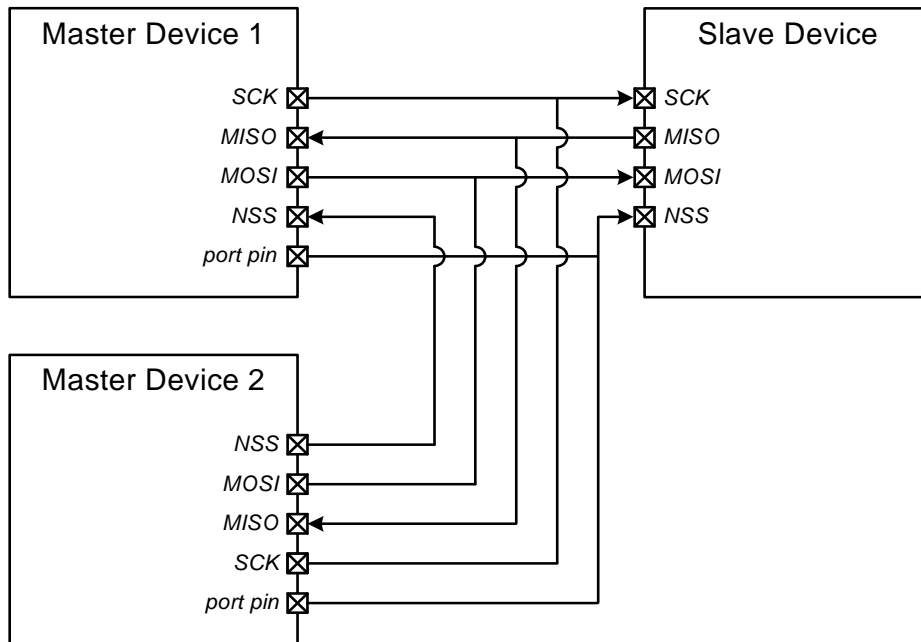 Master Device 1
SCK
MISO
MOSI
NSS
port pin
Slave Device
SCK
MISO
MOSI
NSS
Master Device 2
NSS
MOSI
MISO
SCK
port pin